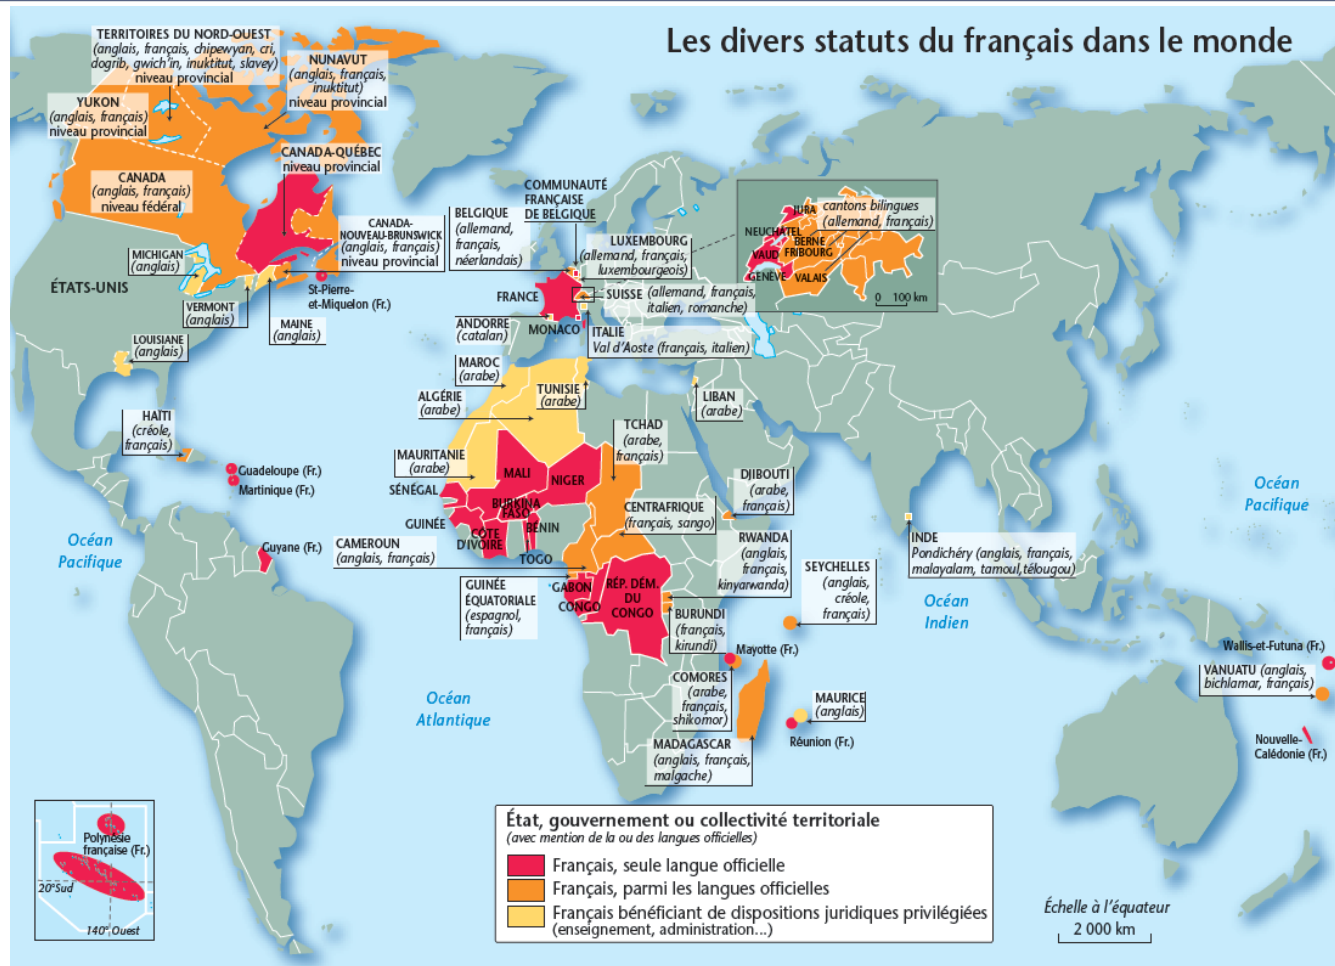 Les divers statuts du français dans le monde
TERRITOIRES DU NORD-OUEST
(anglais, français, chipewyan, cri,
dogrib, gwich'in, inuktitut, slavey)
niveau provincial
NUNAVUT
(anglais, français,
inuktitut)
niveau provincial
YUKON
(anglais, français)
niveau provincial
CANADA-QUÉBEC
niveau provincial
CANADA
(anglais, français)
niveau fédéral
CANADA-
NOUVEAU-BRUNSWICK
(anglais, français)
niveau provincial
MICHIGAN
(anglais)
ÉTATS-UNIS
VERMONT
(anglais)
MAINE
(anglais)
St-Pierre-
et-Miquelon (Fr.)
LOUISIANE
(anglais)
HAÏTI
(créole,
français)
Guadeloupe (Fr.)
Martinique (Fr.)
Guyane (Fr.)
Océan
Pacifique
COMMUNAUTÉ
FRANÇAISE
DE BELGIQUE
BELGIQUE
(allemand,
français,
néerlandais)
LUXEMBOURG
(allemand, français,
luxembourgeois)
FRANCE
SUISSE
(allemand, français,
italien, romanche)
ANDORRE
(catalan)
MONACO
ITALIE
Val d'Aoste (français, italien)
JURA
cantons bilingues
(allemand, français)
NEUCHÂTEL
BERNE
FRIBOURG
VAUD
GENÈVE
VALAIS
0 100 km
MAROC
(arabe)
ALGÉRIE
(arabe)
TUNISIE
(arabe)
LIBAN
(arabe)
MAURITANIE
(arabe)
TCHAD
(arabe,
français)
SÉNÉGAL
MALI
NIGER
BURKINA
FASO
GUINÉE
CÔTE
D'IVOIRE
BÉNIN
TOGO
CENTRAFRIQUE
(français, sango)
DJIBOUTI
(arabe,
français)
CAMEROUN
(anglais, français)
RWANDA
(anglais,
français,
kinyarwanda)
GUINÉE
ÉQUATORIALE
(espagnol,
français)
GABON
CONGO
RÉP. DÉM.
DU
CONGO
BURUNDI
(français,
kirundi)
SEYCHELLES
(anglais,
créole,
français)
INDE
Pondichéry (anglais, français,
malayalam, tamoul, télougou)
Océan
Pacifique
Océan
Indien
Océan
Atlantique
Mayotte (Fr.)
COMORES
(arabe,
français,
shikomor)
MAURICE
(anglais)
Réunion (Fr.)
MADAGASCAR
(anglais, français,
malgache)
Wallis-et-Futuna (Fr.)
VANUATU (anglais,
bichlamar, français)
Nouvelle-
Calédonie (Fr.)
Polynésie
française (Fr.)
20°Sud
140° Ouest
État, gouvernement ou collectivité territoriale
(avec mention de la ou des langues officielles)
Français, seule langue officielle
Français, parmi les langues officielles
Français bénéficiant de dispositions juridiques privilégiées
(enseignement, administration...)
Échelle à l'équateur
2 000 km